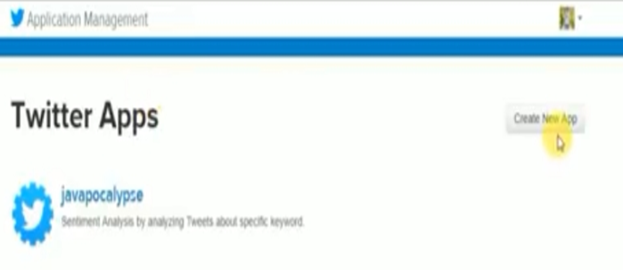 Application Management
Twitter Apps
Create New App
javapocalypse
Sentiment Analysis by analyzing Tweets about specific keyword.